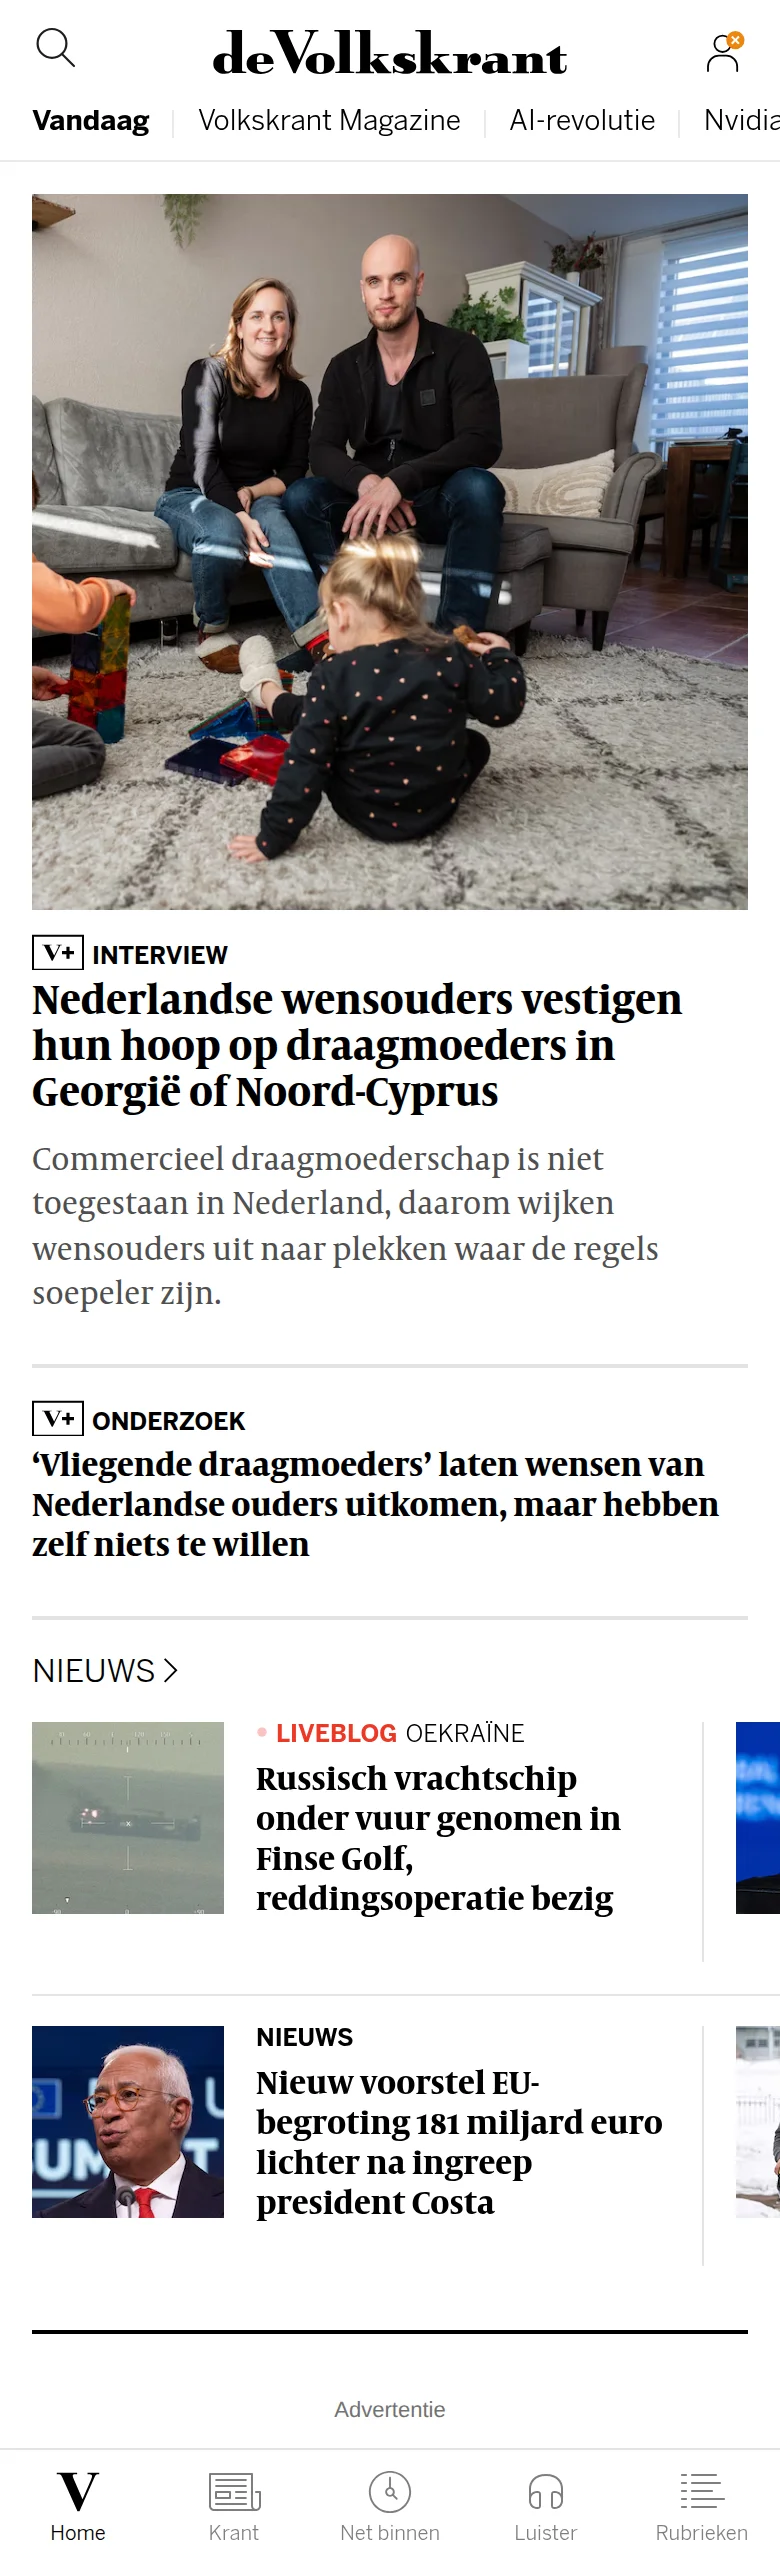 deVolkskrant
Vandaag
Volkskrant Magazine
AI-revolutie
Nvidia
V+ INTERVIEW
Nederlandse wensouders vestigen
hun hoop op draagmoeders in
Georgië of Noord-Cyprus
Commercieel draagmoederschap is niet
toegestaan in Nederland, daarom wijken
wensouders uit naar plekken waar de regels
soepeler zijn.
V+ ONDERZOEK
‘Vliegende draagmoeders’ laten wensen van
Nederlandse ouders uitkomen, maar hebben
zelf niets te willen
NIEUWS
LIVEBLOG OEKRAÏNE
Russisch vrachtschip
onder vuur genomen in
Finse Golf,
reddingsoperatie bezig
NIEUWS
Nieuw voorstel EU-
begroting 181 miljard euro
lichter na ingreep
president Costa
Advertentie
V
Home
Krant
Net binnen
Luister
Rubrieken